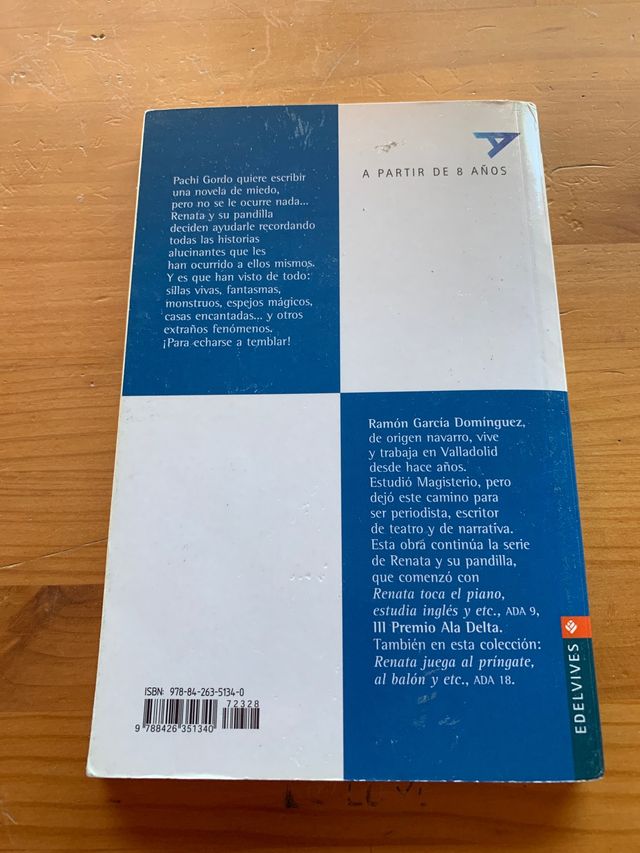 A PARTIR DE 8 AÑOS
Pachi Gordo quiere escribir
una novela de miedo,
pero no se le ocurre nada...
Renata y su pandilla
deciden ayudarle recordando
todas las historias
alucinantes que les
han ocurrido a ellos mismos.
Y es que han visto de todo:
sillas vivas, fantasmas,
monstruos, espejos mágicos,
casas encantadas... y otros
extraños fenómenos.
¡Para echarse a temblar!
Ramón García Domínguez,
de origen navarro, vive
y trabaja en Valladolid
desde hace años.
Estudió Magisterio, pero
dejó este camino para
ser periodista, escritor
de teatro y de narrativa.
Esta obra continúa la serie
de Renata y su pandilla,
que comenzó con
Renata toca el piano,
estudia inglés y etc., ADA 9,
III Premio Ala Delta.
También en esta colección:
Renata juega al príngate,
al balón y etc., ADA 18.
EDELVIVES
ISBN: 978-84-263-5134-0
72328
9 788426 351340